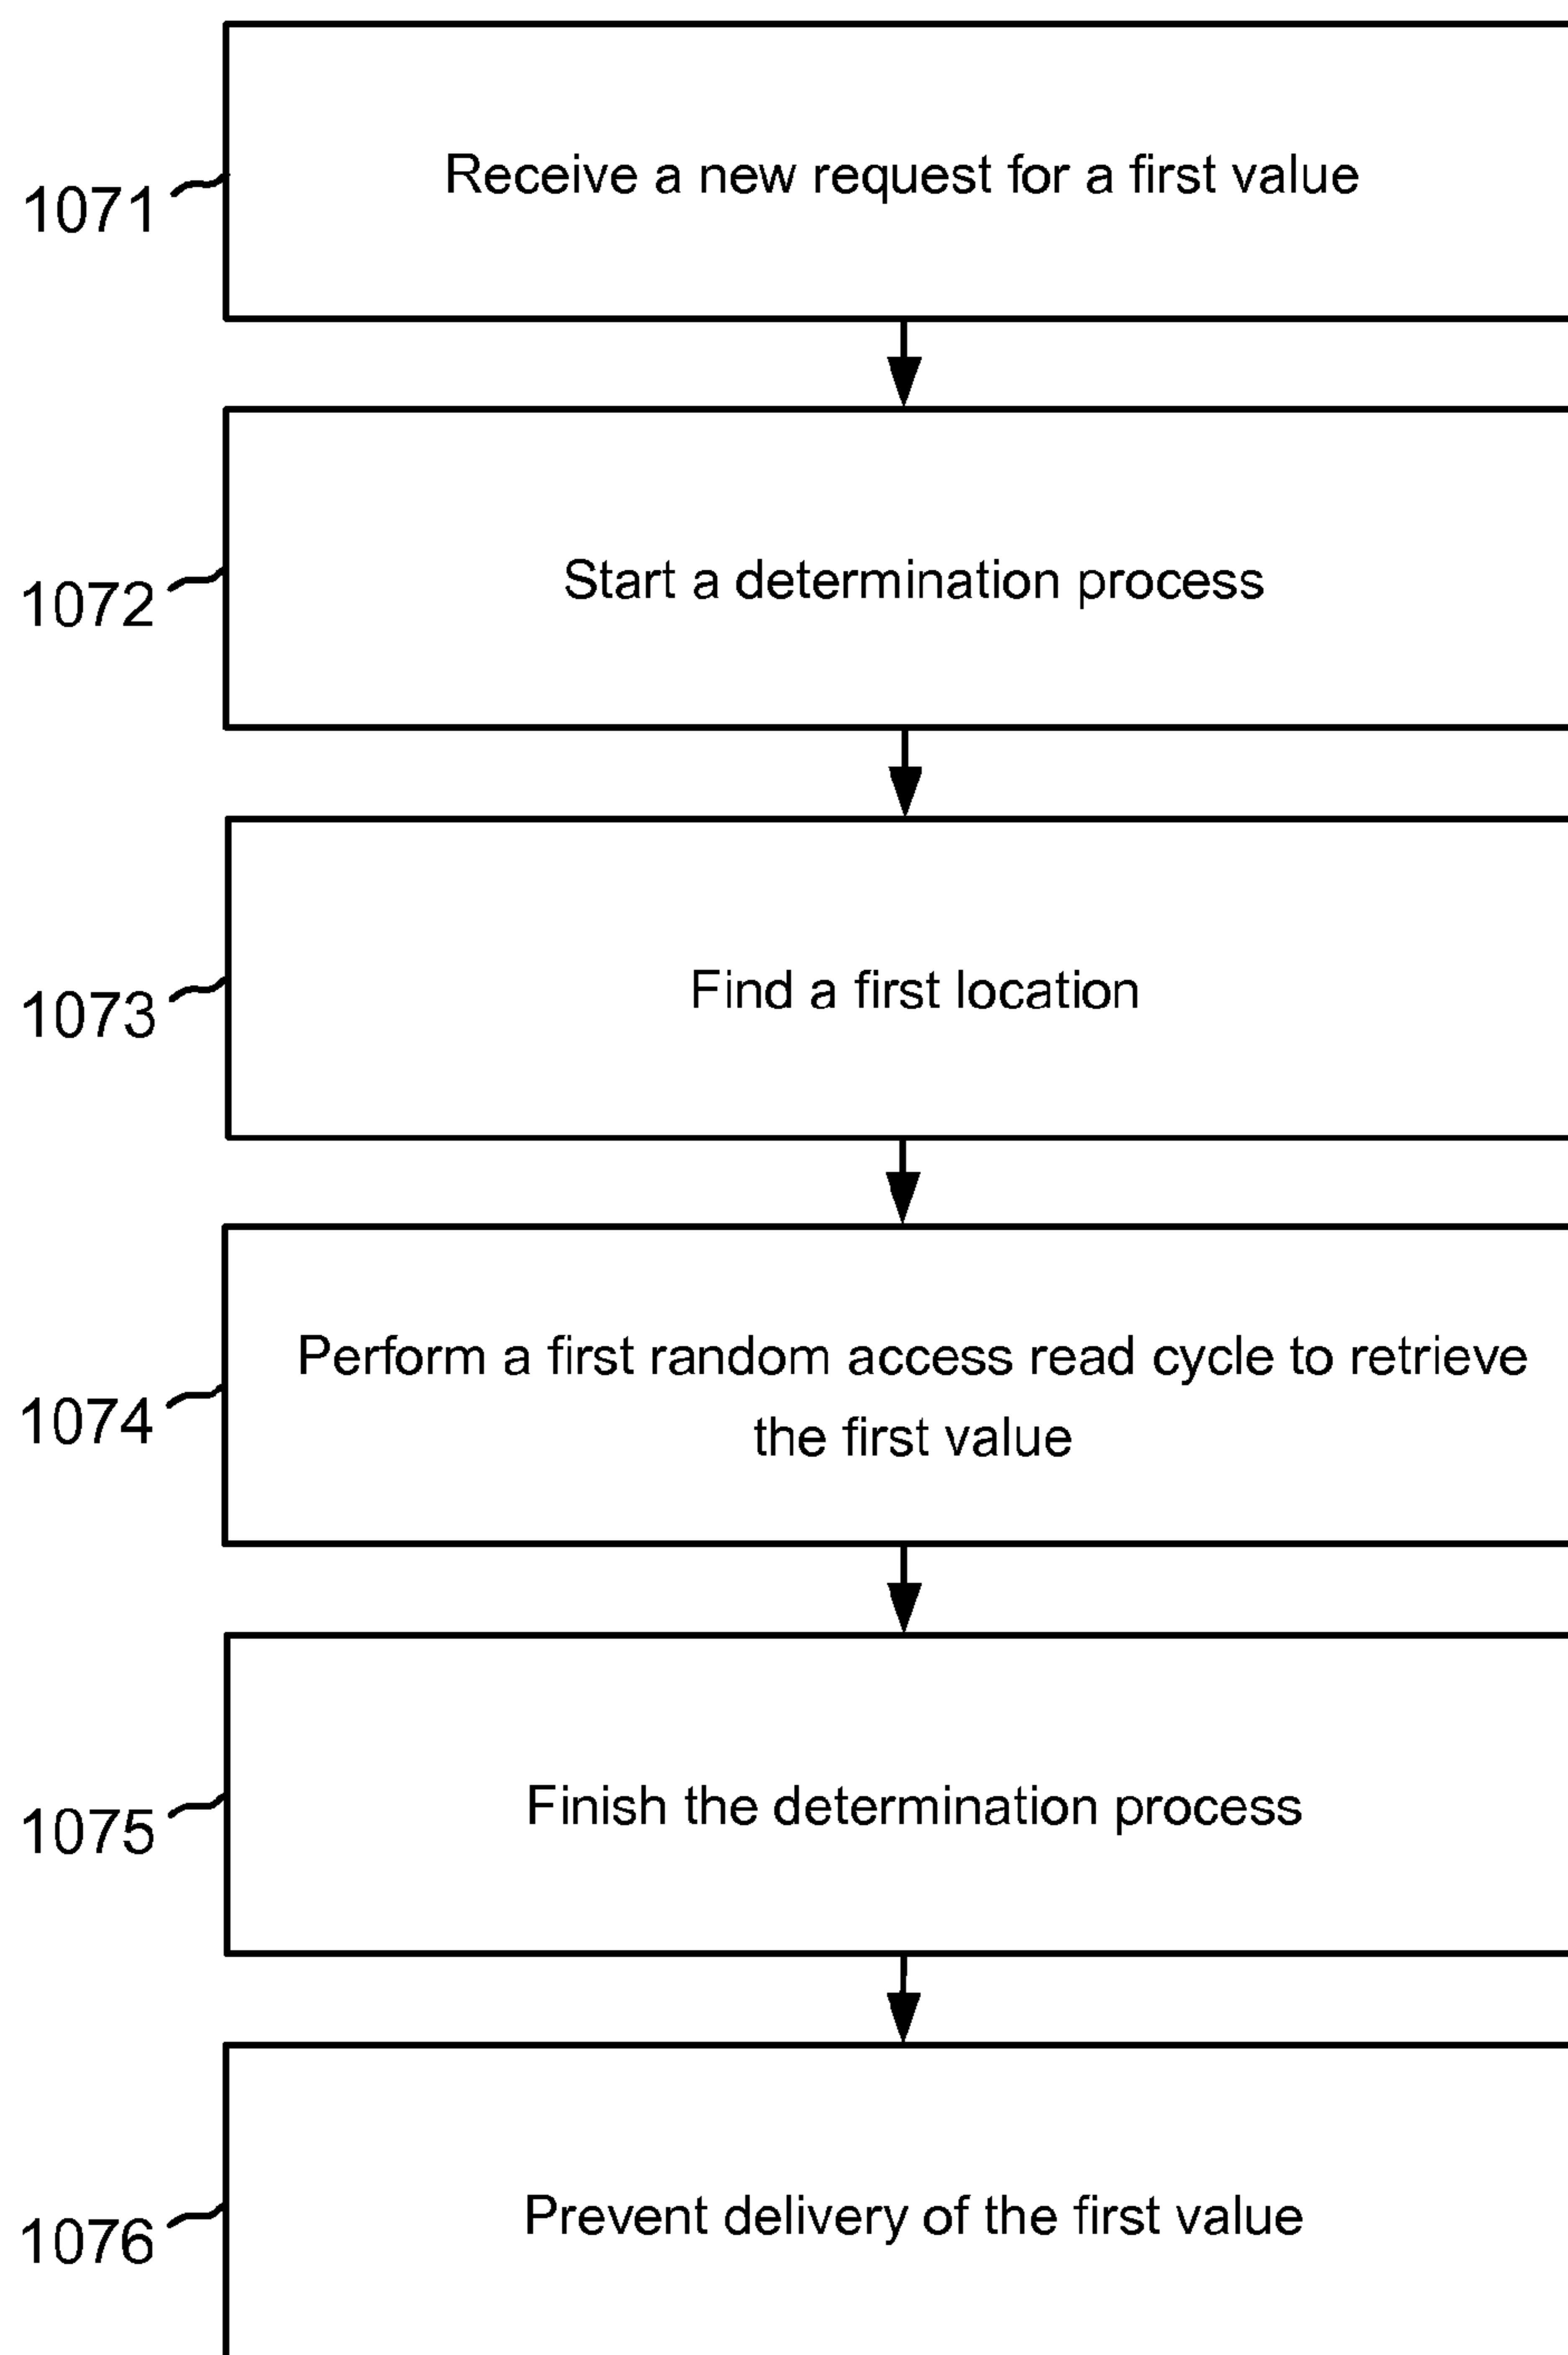 Receive a new request for a first value
1071
Start a determination process
1072
Find a first location
1073
Perform a first random access read cycle to retrieve
the first value
1074
Finish the determination process
1075
Prevent delivery of the first value
1076